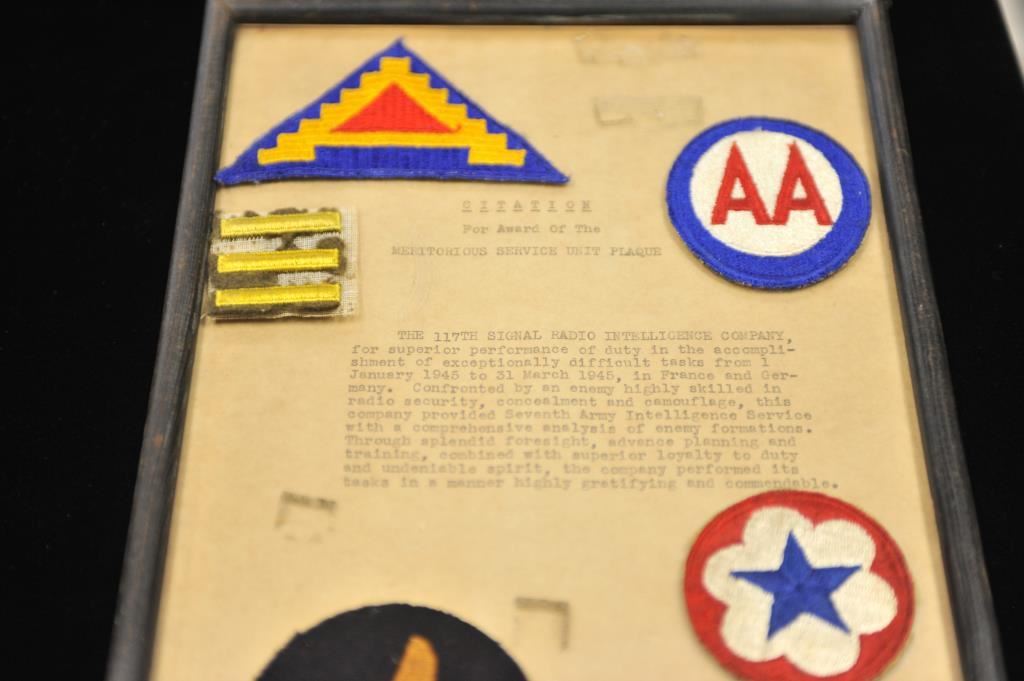 CITATION
For Award Of The
MERITORIOUS SERVICE UNIT PLAQUE
AA
THE 117TH SIGNAL RADIO INTELLIGENCE COMPANY,
for superior performance of duty in the accompli-
shment of exceptionally difficult tasks from 1
January 1945 to 31 March 1945, in France and Ger-
many. Confronted by an enemy highly skilled in
radio security, concealment and camouflage, this
company provided Seventh Army Intelligence Service
with a comprehensive analysis of enemy formations.
Through splendid foresight, advance planning and
training, combined with superior loyalty to duty
and undeniable spirit, the company performed its
tasks in a manner highly gratifying and commendable.